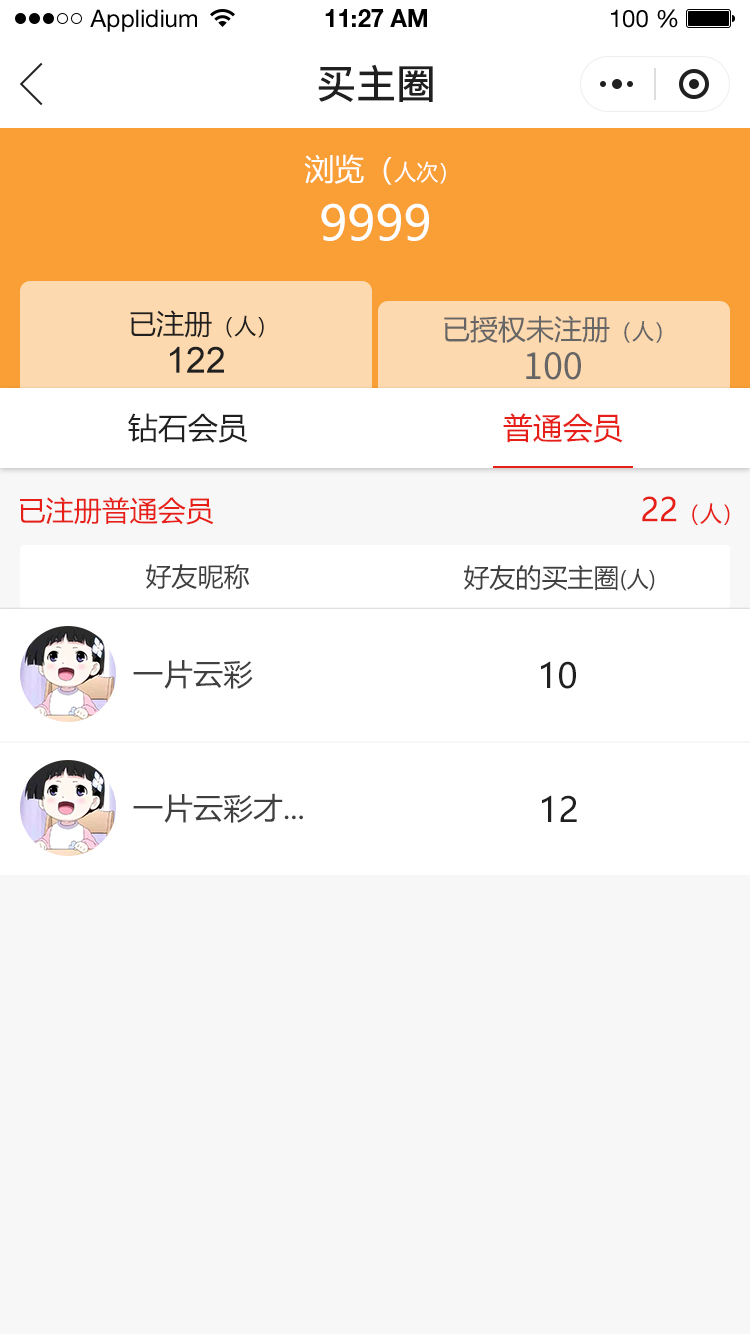 Applidium 11:27 AM 100 %
买主圈
浏览（人次）
9999
已注册（人） 已授权未注册（人）
122 100
钻石会员 普通会员
已注册普通会员 22（人）
好友昵称 好友的买主圈(人)
一片云彩 10
一片云彩才... 12